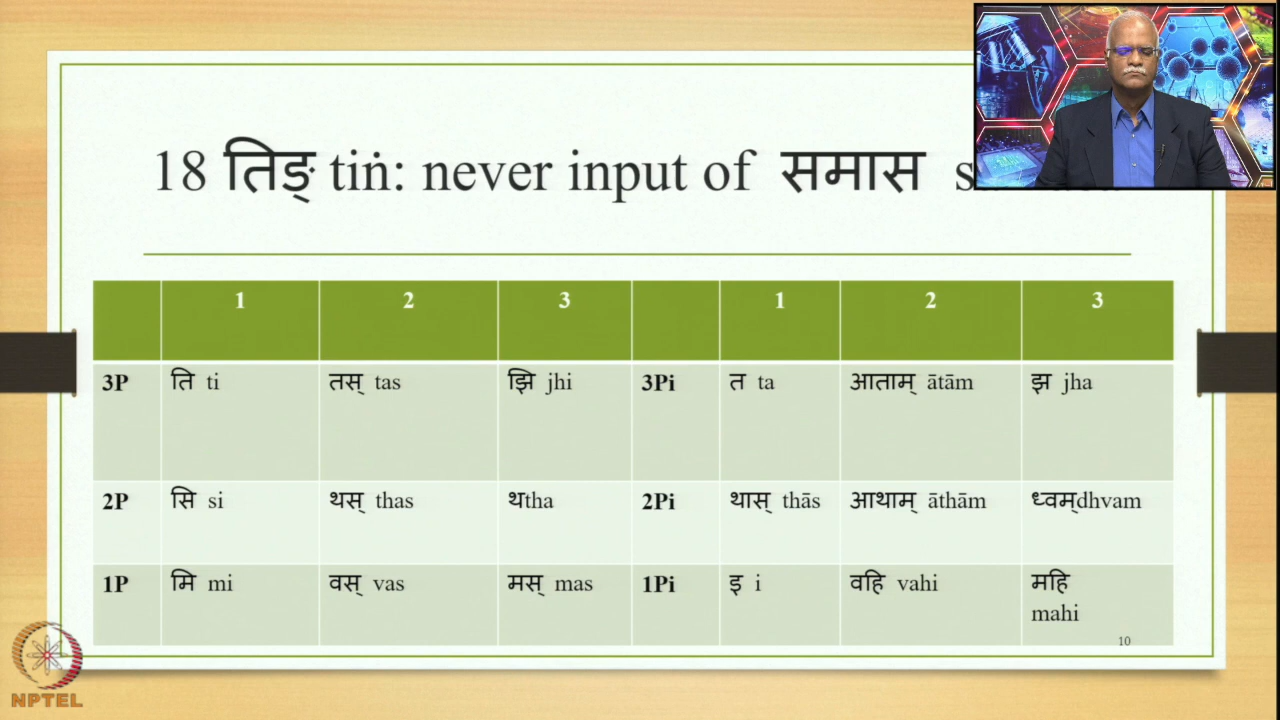 18 तिङ् tiṅ: never input of समास
1 2 3 1 2 3
3P ति ti तस् tas झि jhi 3Pi त ta आताम् ātām झ jha
2P सि si थस् thas थtha 2Pi थास् thās आथाम् āthām ध्वम्dhvam
1P मि mi वस् vas मस् mas 1Pi इ i वहि vahi महि
mahi
10
NPTEL